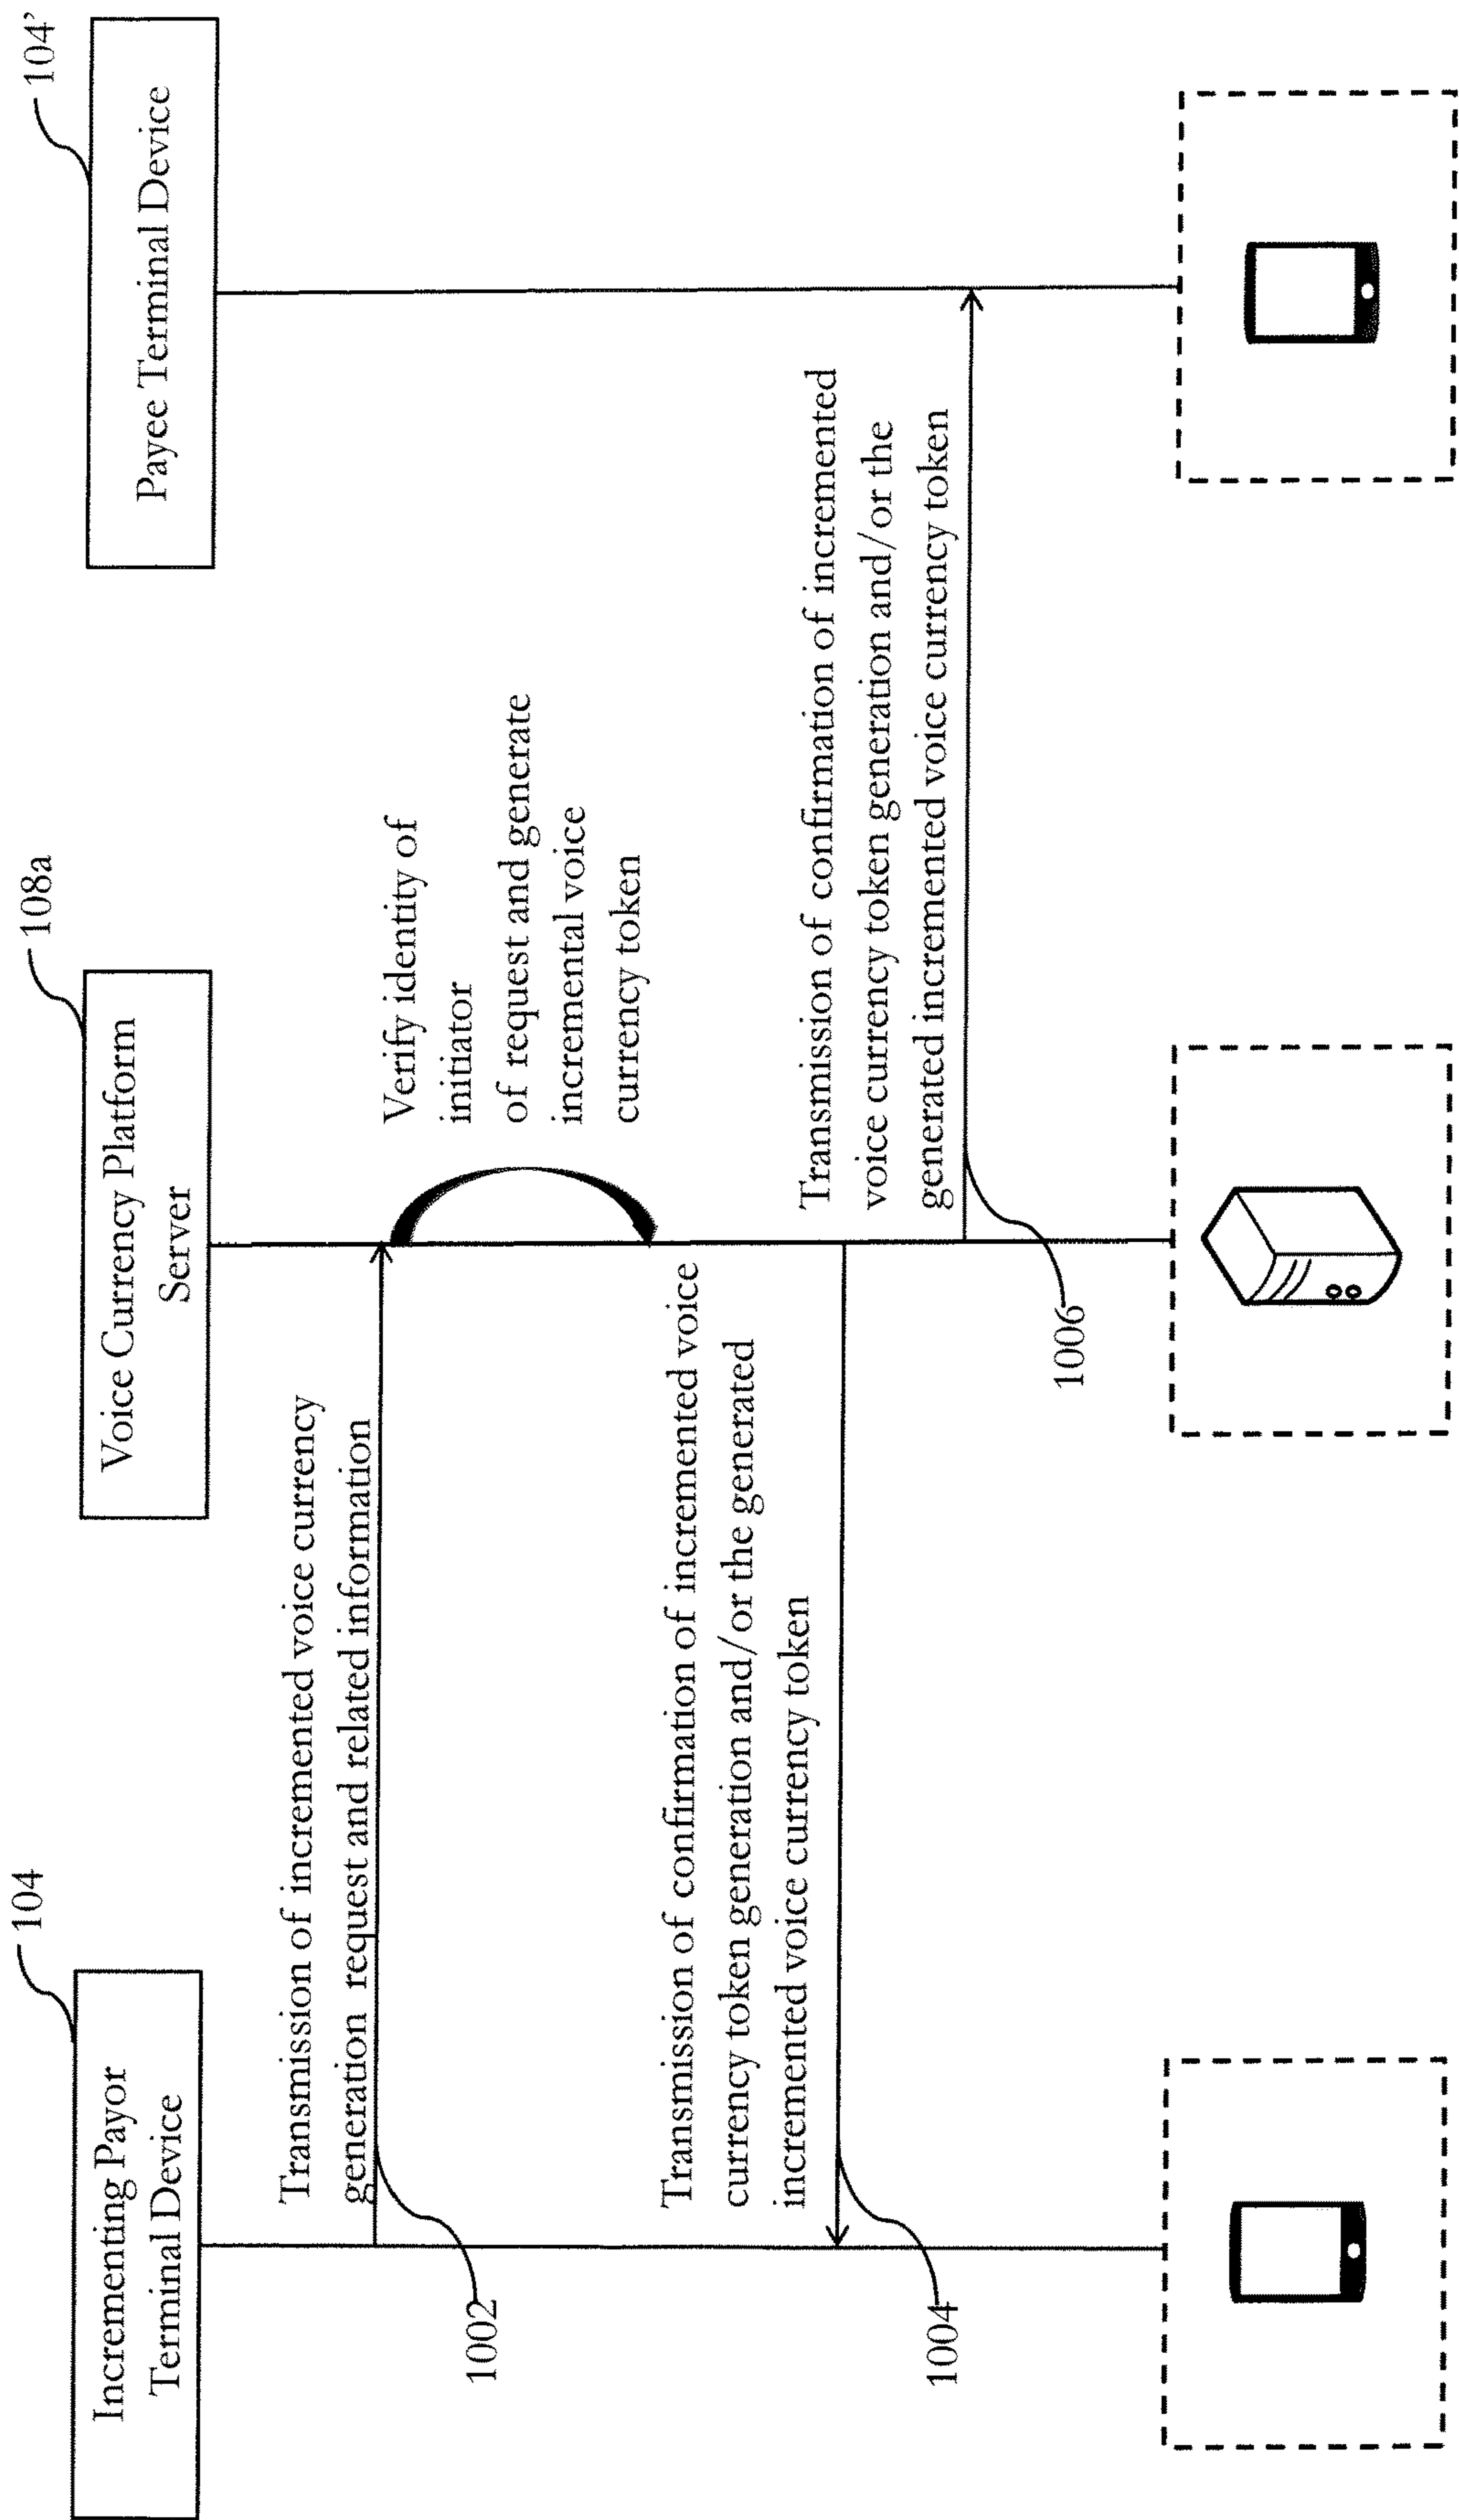 104
Incrementing Payor
Terminal Device
108a
Voice Currency Platform
Server
104’
Payee Terminal Device
Transmission of incremented voice currency
generation request and related information
1002
Verify identity of
initiator
of request and generate
incremental voice
currency token
Transmission of confirmation of incremented voice
currency token generation and/or the generated
incremented voice currency token
1004
Transmission of confirmation of incremented
voice currency token generation and/or the
generated incremented voice currency token
1006